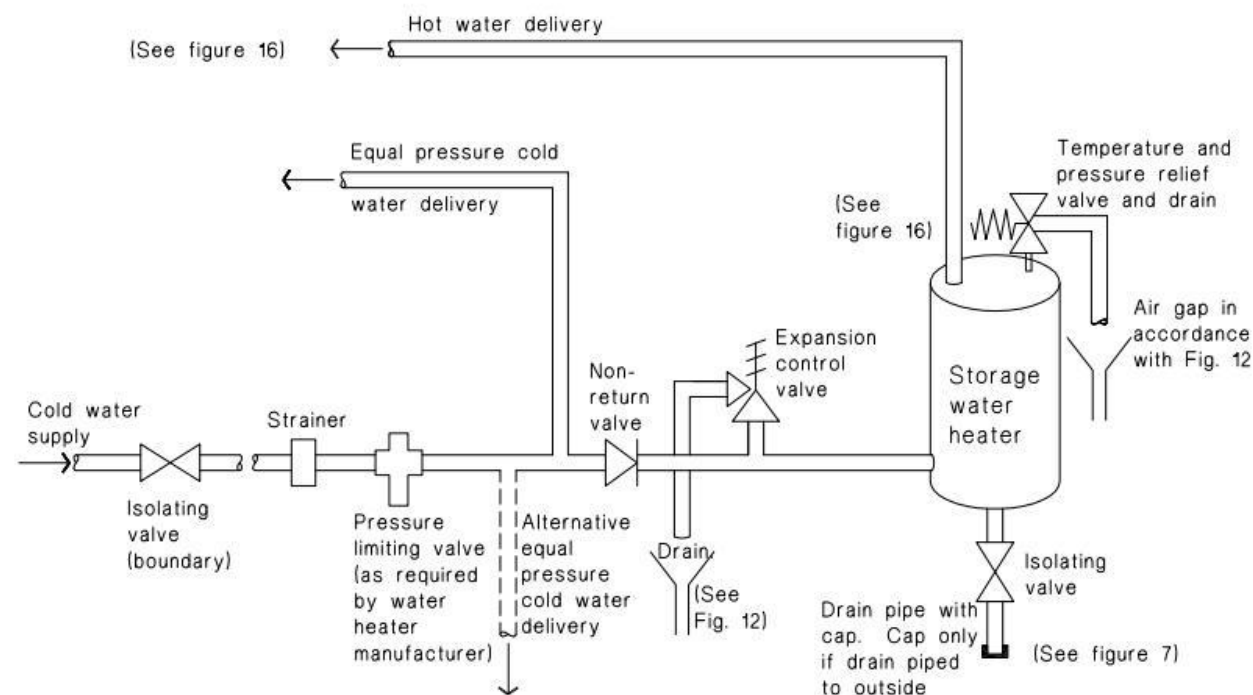 Hot water delivery
(See figure 16)
Equal pressure cold
water delivery
Temperature and
pressure relief
valve and drain
(See
figure 16)
Air gap in
accordance
with Fig. 12
Expansion
control
valve
Non-
return
valve
Storage
water
heater
Cold water
supply
Strainer
Isolating
valve
(boundary)
Pressure
limiting valve
(as required
by water
heater
manufacturer)
Alternative
equal
pressure
cold water
delivery
Drain
(See
Fig. 12)
Isolating
valve
Drain pipe with
cap. Cap only
if drain piped
to outside
(See figure 7)